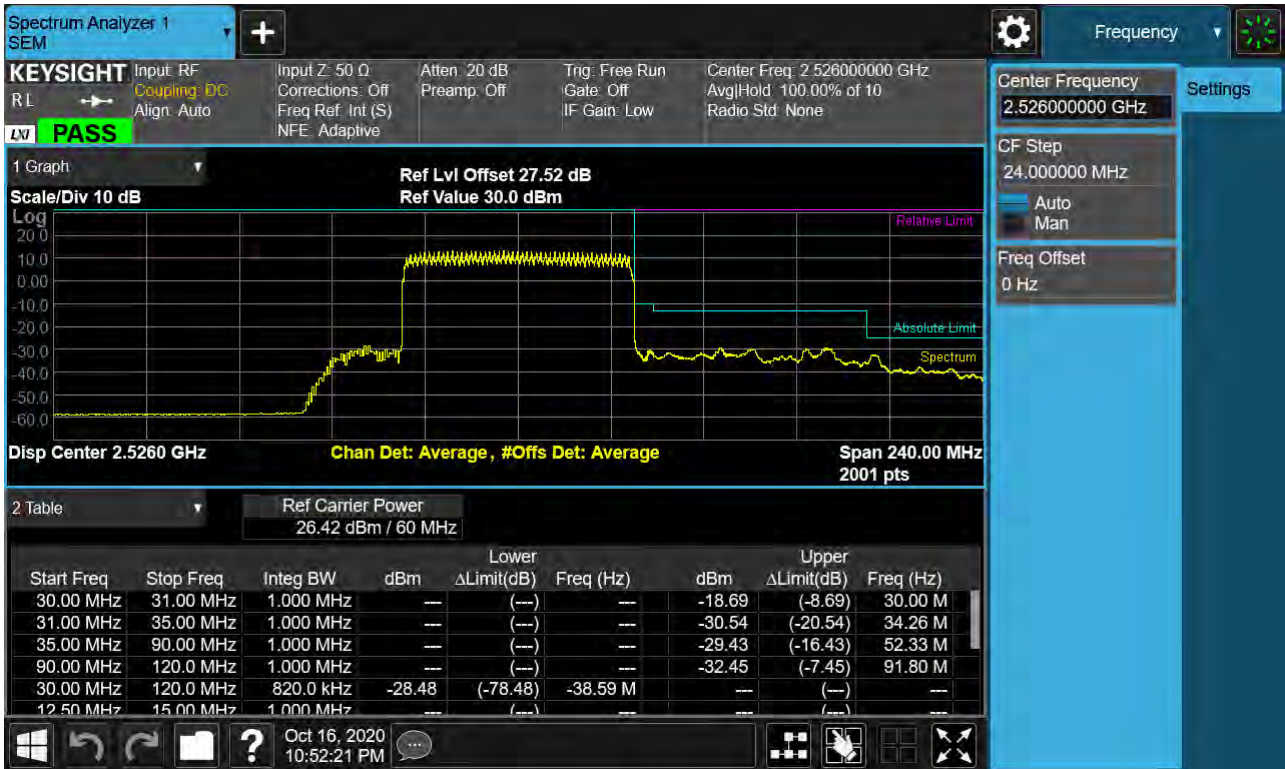 Spectrum Analyzer 1
SEM
Frequency
KEYSIGHT
R L
LXI PASS
Input: RF
Coupling: DC
Align: Auto
Input Z: 50 Ω
Corrections: Off
Freq Ref: Int (S)
NFE: Adaptive
Atten: 20 dB
Preamp: Off
Trig: Free Run
Gate: Off
IF Gain: Low
Center Freq: 2.526000000 GHz
Avg|Hold: 100.00% of 10
Radio Std: None
Center Frequency
2.526000000 GHz
Settings
CF Step
24.000000 MHz
Auto
Man
Freq Offset
0 Hz
1 Graph
Ref Lvl Offset 27.52 dB
Scale/Div 10 dB
Ref Value 30.0 dBm
Log
20.0
10.0
0.00
-10.0
-20.0
-30.0
-40.0
-50.0
-60.0
Relative Limit
Absolute Limit
Spectrum
Disp Center 2.5260 GHz
Chan Det: Average, #Offs Det: Average
Span 240.00 MHz
2001 pts
2 Table
Ref Carrier Power
26.42 dBm / 60 MHz
Lower Upper
Start Freq Stop Freq Integ BW dBm ΔLimit(dB) Freq (Hz) dBm ΔLimit(dB) Freq (Hz)
30.00 MHz 31.00 MHz 1.000 MHz --- (---) --- -18.69 (-8.69) 30.00 M
31.00 MHz 35.00 MHz 1.000 MHz --- (---) --- -30.54 (-20.54) 34.26 M
35.00 MHz 90.00 MHz 1.000 MHz --- (---) --- -29.43 (-16.43) 52.33 M
90.00 MHz 120.0 MHz 1.000 MHz --- (---) --- -32.45 (-7.45) 91.80 M
30.00 MHz 120.0 MHz 820.0 kHz -28.48 (-78.48) -38.59 M --- (---) ---
12.50 MHz 15.00 MHz 1.000 MHz --- (---) --- --- (---) ---
?
Oct 16, 2020
10:52:21 PM